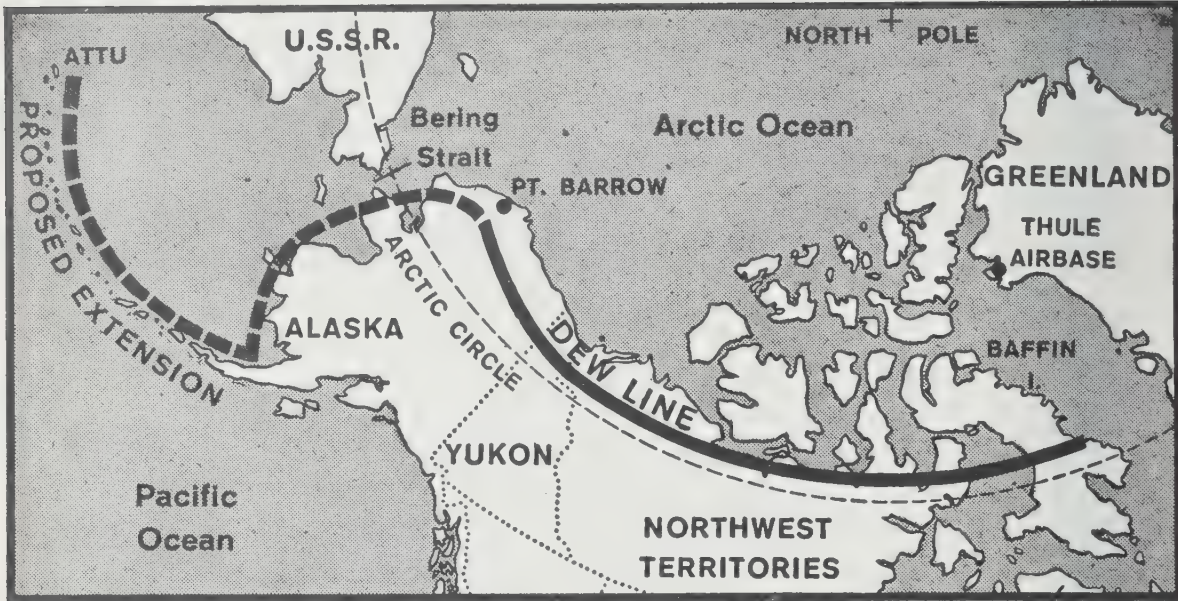 U.S.S.R.
NORTH POLE
ATTU
PROPOSED EXTENSION
Bering
Strait
Arctic Ocean
PT. BARROW
GREENLAND
THULE
AIRBASE
ARCTIC CIRCLE
ALASKA
DEW LINE
BAFFIN
I.
YUKON
Pacific
Ocean
NORTHWEST
TERRITORIES